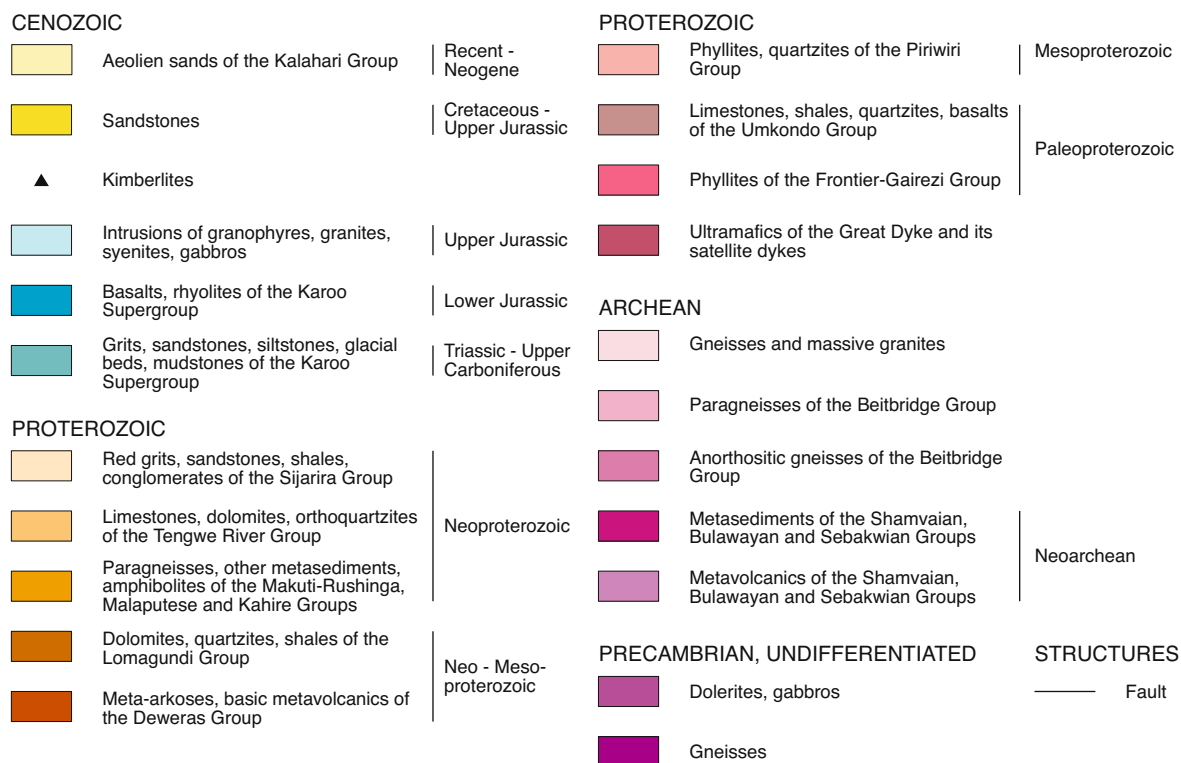 CENOZOIC
Aeolien sands of the Kalahari Group
Recent -
Neogene
Sandstones
Cretaceous -
Upper Jurassic
Kimberlites
Intrusions of granophyres, granites,
syenites, gabbros
Upper Jurassic
Basalts, rhyolites of the Karoo
Supergroup
Lower Jurassic
Grits, sandstones, siltstones, glacial
beds, mudstones of the Karoo
Supergroup
Triassic - Upper
Carboniferous
PROTEROZOIC
Red grits, sandstones, shales,
conglomerates of the Sijarira Group
Limestones, dolomites, orthoquartzites
of the Tengwe River Group
Neoproterozoic
Paragneisses, other metasediments,
amphibolites of the Makuti-Rushinga,
Malaputese and Kahire Groups
Dolomites, quartzites, shales of the
Lomagundi Group
Neo - Meso-
proterozoic
Meta-arkoses, basic metavolcanics of
the Deweras Group
PROTEROZOIC
Phyllites, quartzites of the Piriwiri
Group
Mesoproterozoic
Limestones, shales, quartzites, basalts
of the Umkondo Group
Paleoproterozoic
Phyllites of the Frontier-Gairezi Group
Ultramafics of the Great Dyke and its
satellite dykes
ARCHEAN
Gneisses and massive granites
Paragneisses of the Beitbridge Group
Anorthositic gneisses of the Beitbridge
Group
Metasediments of the Shamvaian,
Bulawayan and Sebakwian Groups
Neoarchean
Metavolcanics of the Shamvaian,
Bulawayan and Sebakwian Groups
PRECAMBRIAN, UNDIFFERENTIATED
Dolerites, gabbros
Gneisses
STRUCTURES
Fault